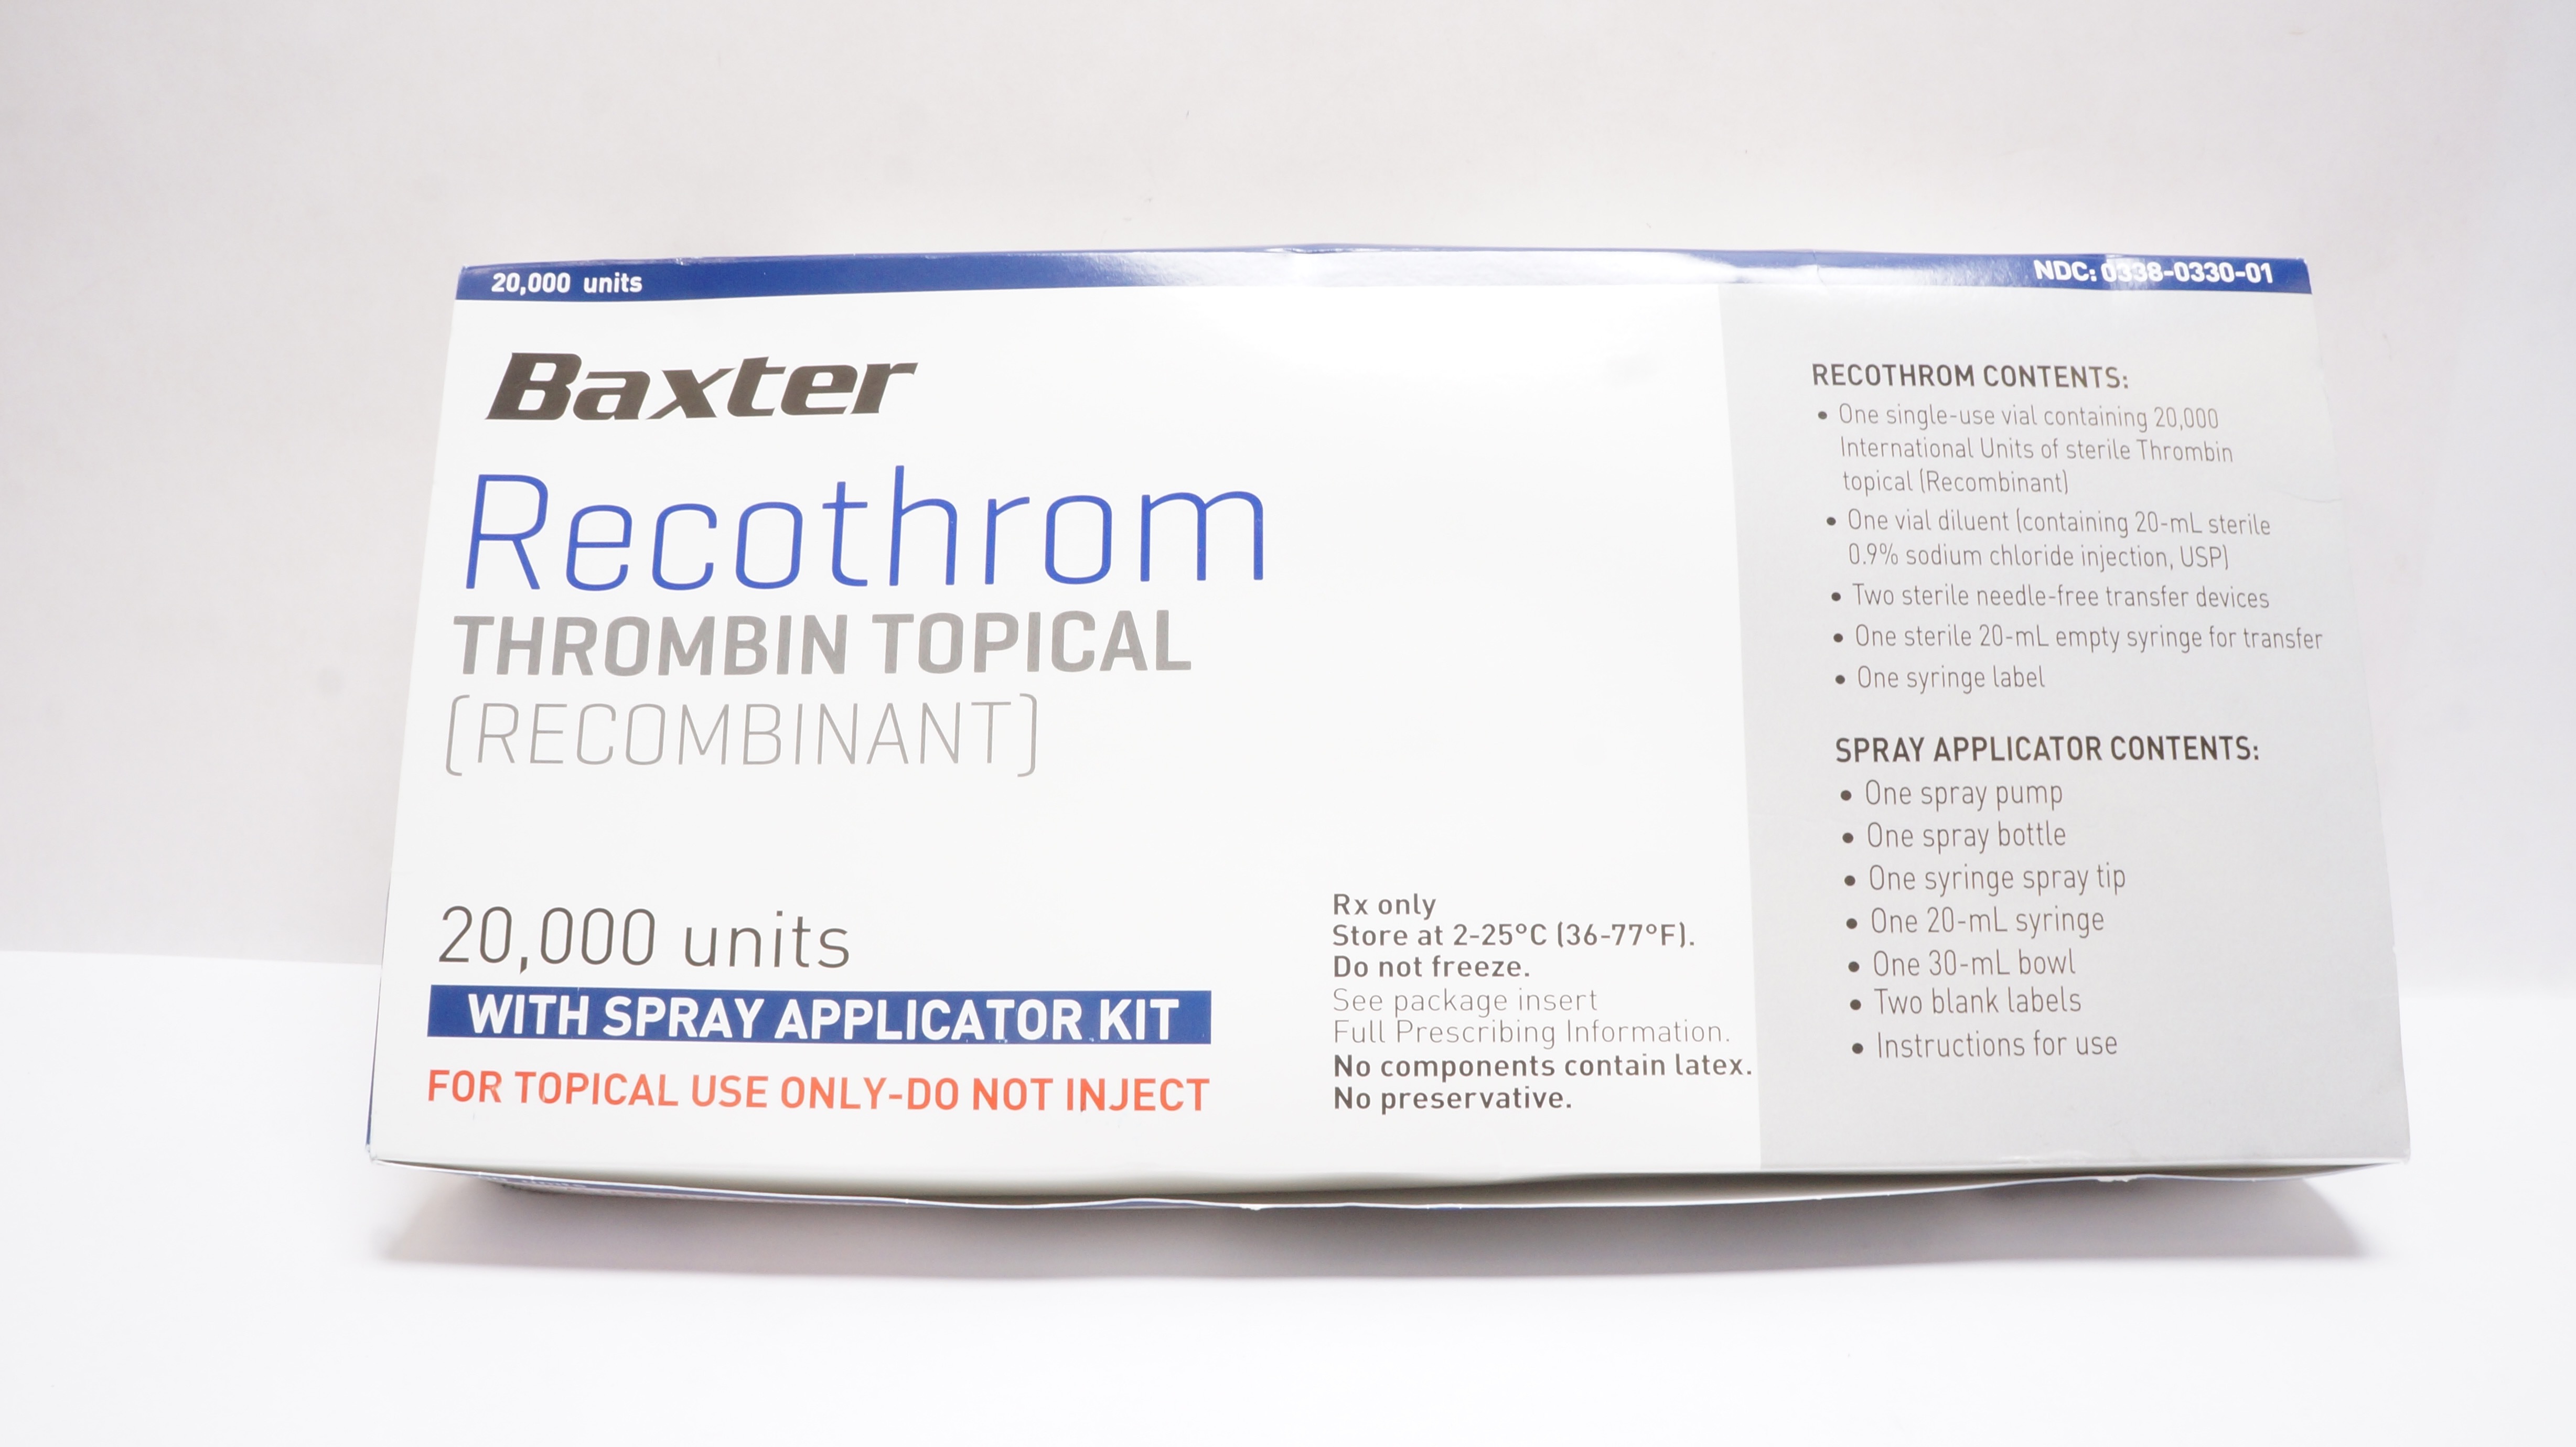 20,000 units
NDC: 0338-0330-01
Baxter
Recothrom
THROMBIN TOPICAL
(RECOMBINANT)
20,000 units
WITH SPRAY APPLICATOR KIT
FOR TOPICAL USE ONLY-DO NOT INJECT
Rx only
Store at 2-25°C (36-77°F).
Do not freeze.
See package insert
Full Prescribing Information.
No components contain latex.
No preservative.
RECOTHROM CONTENTS:
• One single-use vial containing 20,000
International Units of sterile Thrombin
topical (Recombinant)
• One vial diluent (containing 20-mL sterile
0.9% sodium chloride injection, USP)
• Two sterile needle-free transfer devices
• One sterile 20-mL empty syringe for transfer
• One syringe label
SPRAY APPLICATOR CONTENTS:
• One spray pump
• One spray bottle
• One syringe spray tip
• One 20-mL syringe
• One 30-mL bowl
• Two blank labels
• Instructions for use